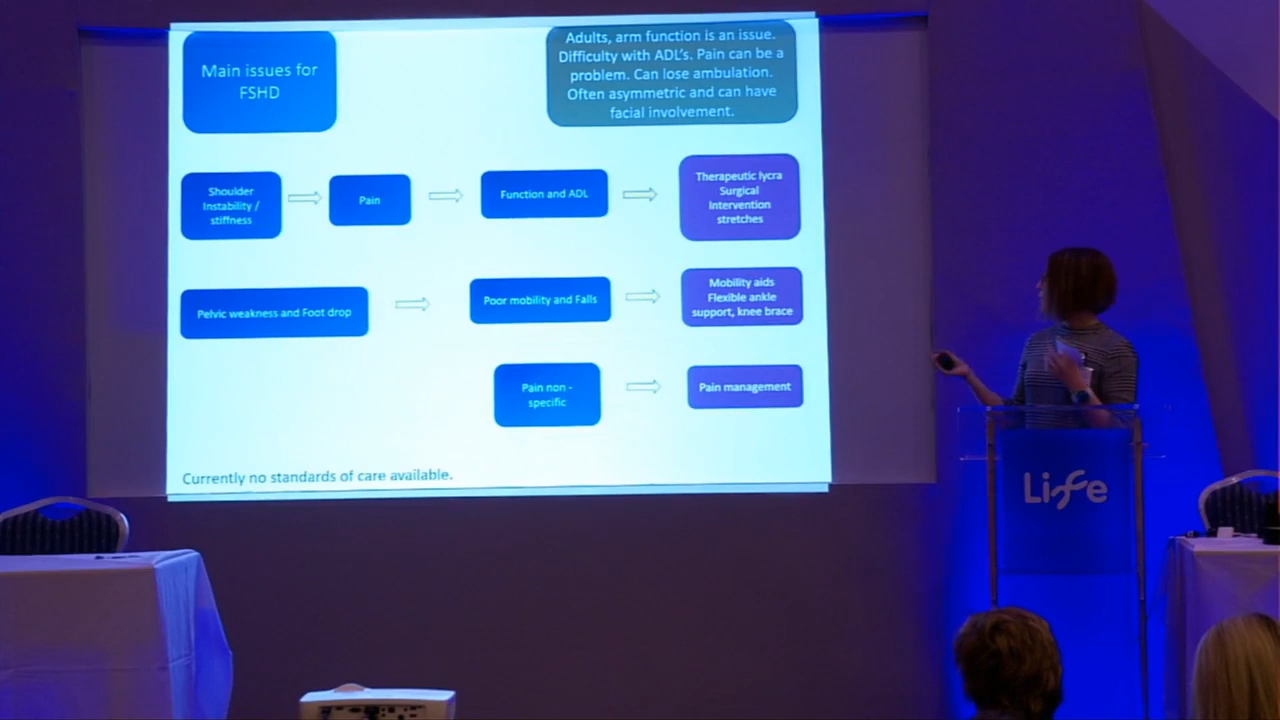 Main issues for
FSHD
Adults, arm function is an issue.
Difficulty with ADL's. Pain can be a
problem. Can lose ambulation.
Often asymmetric and can have
facial involvement.
Shoulder
Instability /
stiffness
Pain
Function and ADL
Therapeutic lycra
Surgical
Intervention
stretches
Pelvic weakness and Foot drop
Poor mobility and Falls
Mobility aids
Flexible ankle
support, knee brace
Pain non -
specific
Pain management
Currently no standards of care available.
Life